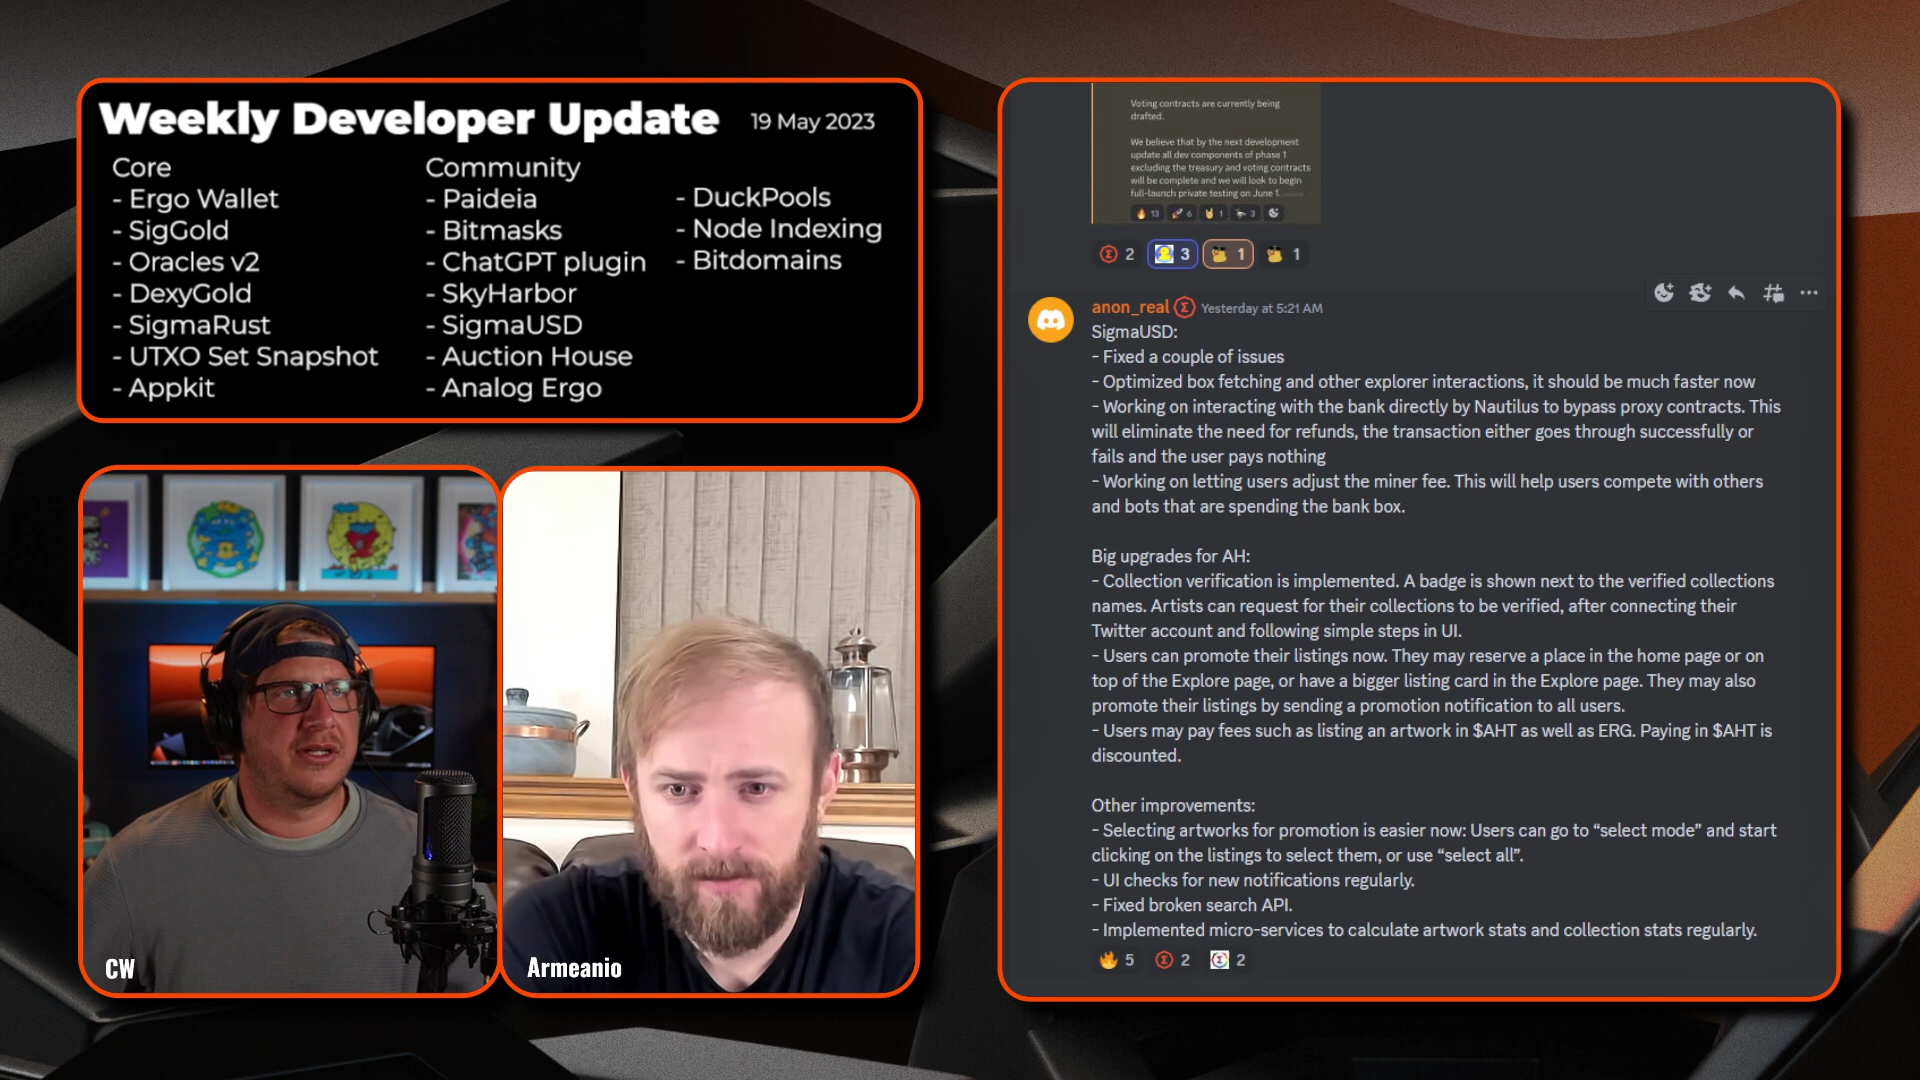 Weekly Developer Update
19 May 2023
Core
- Ergo Wallet
- SigGold
- Oracles v2
- DexyGold
- SigmaRust
- UTXO Set Snapshot
- Appkit
Community
- Paideia
- Bitmasks
- ChatGPT plugin
- SkyHarbor
- SigmaUSD
- Auction House
- Analog Ergo
- DuckPools
- Node Indexing
- Bitdomains
CW
Armeanio
Voting contracts are currently being
drafted.
We believe that by the next development
update all dev components of phase 1
excluding the treasury and voting contracts
will be complete and we will look to begin
full-launch private testing on June 1.
13 6 1 3
2 3 1 1
anon_real Yesterday at 5:21 AM
SigmaUSD:
- Fixed a couple of issues
- Optimized box fetching and other explorer interactions, it should be much faster now
- Working on interacting with the bank directly by Nautilus to bypass proxy contracts. This
will eliminate the need for refunds, the transaction either goes through successfully or
fails and the user pays nothing
- Working on letting users adjust the miner fee. This will help users compete with others
and bots that are spending the bank box.
Big upgrades for AH:
- Collection verification is implemented. A badge is shown next to the verified collections
names. Artists can request for their collections to be verified, after connecting their
Twitter account and following simple steps in UI.
- Users can promote their listings now. They may reserve a place in the home page or on
top of the Explore page, or have a bigger listing card in the Explore page. They may also
promote their listings by sending a promotion notification to all users.
- Users may pay fees such as listing an artwork in $AHT as well as ERG. Paying in $AHT is
discounted.
Other improvements:
- Selecting artworks for promotion is easier now: Users can go to “select mode” and start
clicking on the listings to select them, or use “select all”.
- UI checks for new notifications regularly.
- Fixed broken search API.
- Implemented micro-services to calculate artwork stats and collection stats regularly.
5 2 2